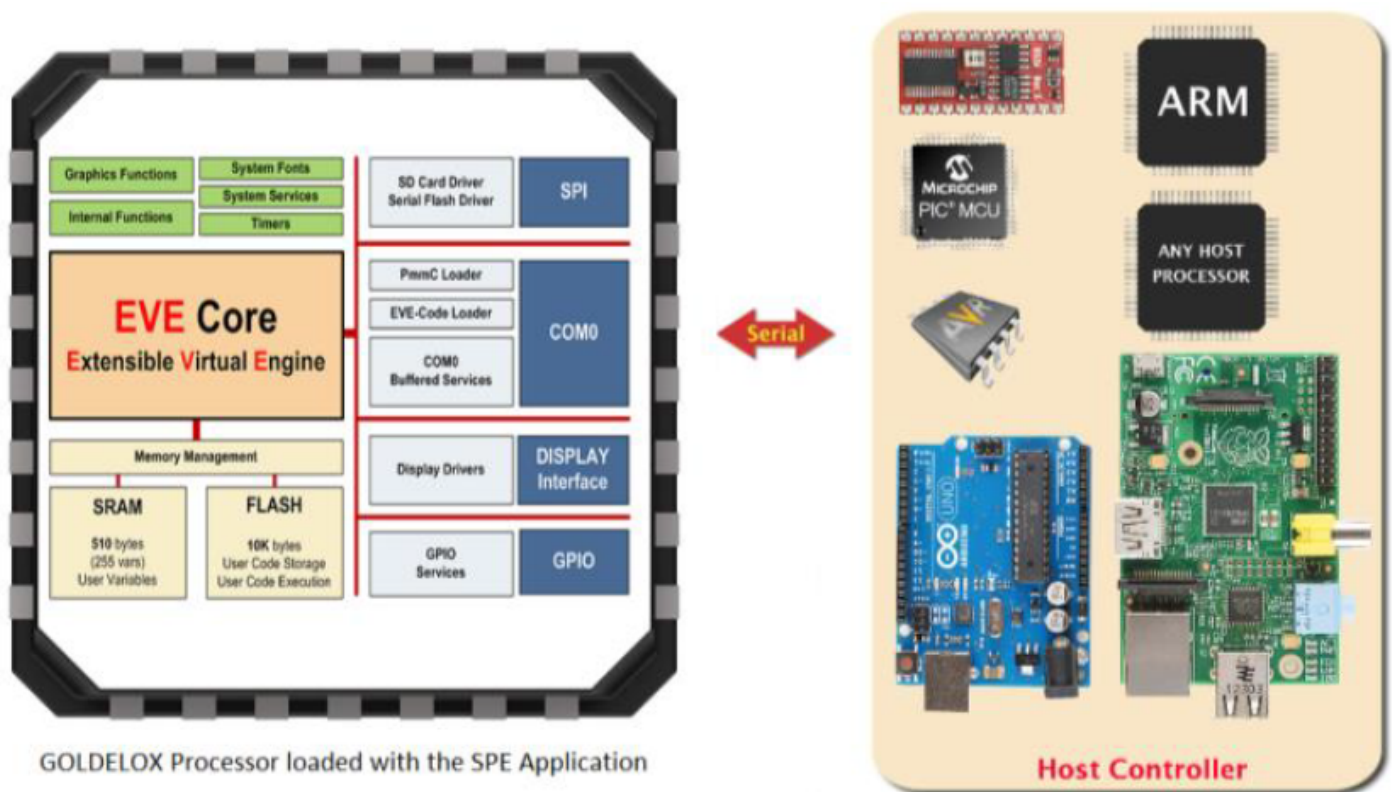 Graphics Functions
System Fonts
System Services
Internal Functions
Timers
EVE Core
Extensible Virtual Engine
Memory Management
SRAM
510 bytes
(255 vars)
User Variables
FLASH
10K bytes
User Code Storage
User Code Execution
SD Card Driver
Serial Flash Driver
SPI
PmmC Loader
EVE-Code Loader
COM0
Buffered Services
COM0
Display Drivers
DISPLAY
Interface
GPIO
Services
GPIO
GOLDELOX Processor loaded with the SPE Application
Serial
ARM
MICROCHIP
PIC® MCU
ANY HOST
PROCESSOR
AVR
UNO
ARDUINO
12303
Host Controller